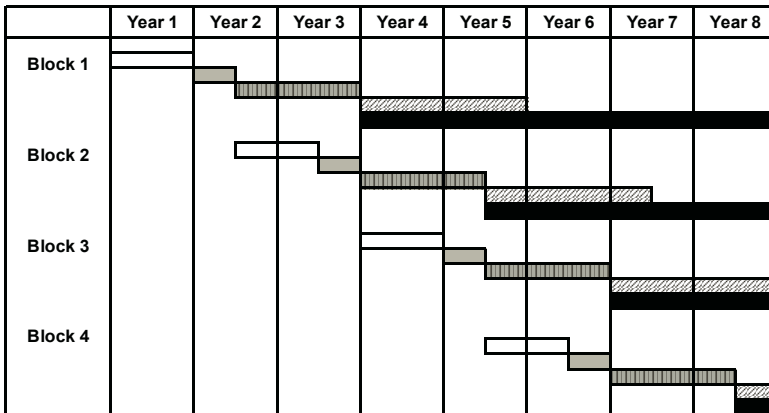 Year 1 Year 2 Year 3 Year 4 Year 5 Year 6 Year 7 Year 8
Block 1
Block 2
Block 3
Block 4